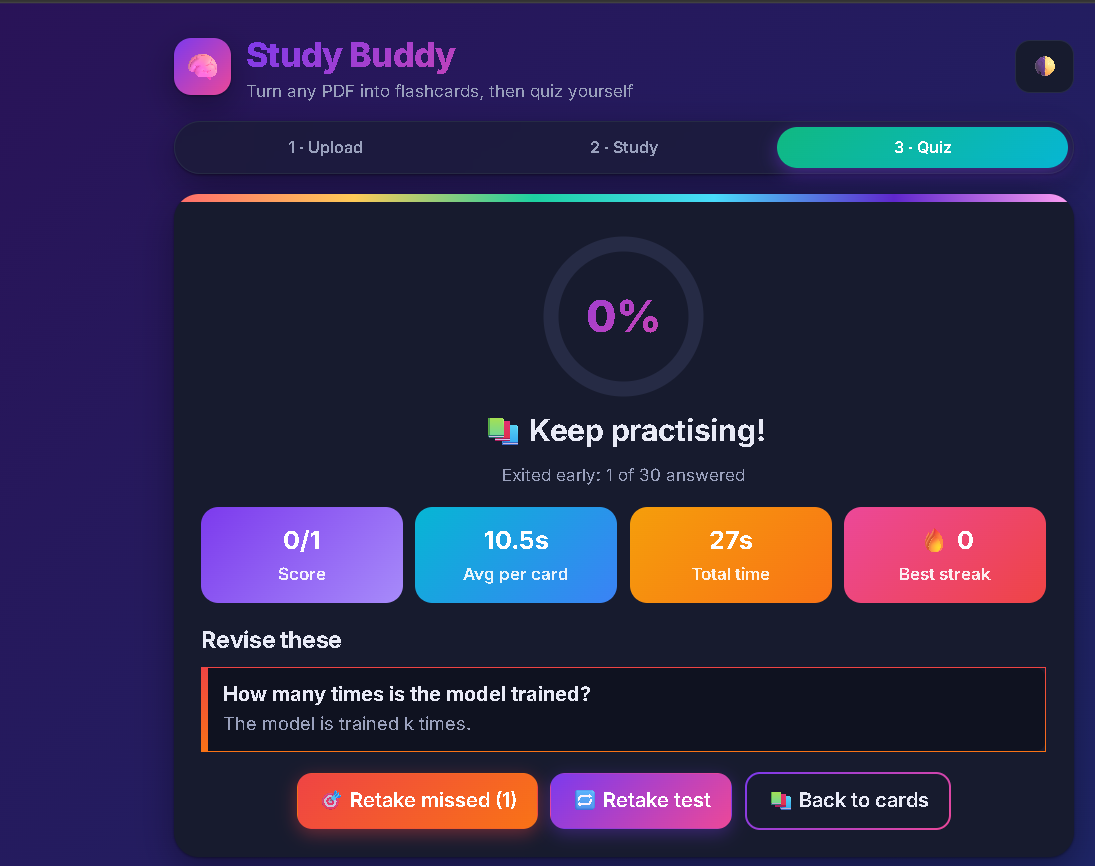 Study Buddy
Turn any PDF into flashcards, then quiz yourself
1 · Upload
2 · Study
3 · Quiz
0%
Keep practising!
Exited early: 1 of 30 answered
0/1
Score
10.5s
Avg per card
27s
Total time
0
Best streak
Revise these
How many times is the model trained?
The model is trained k times.
Retake missed (1)
Retake test
Back to cards